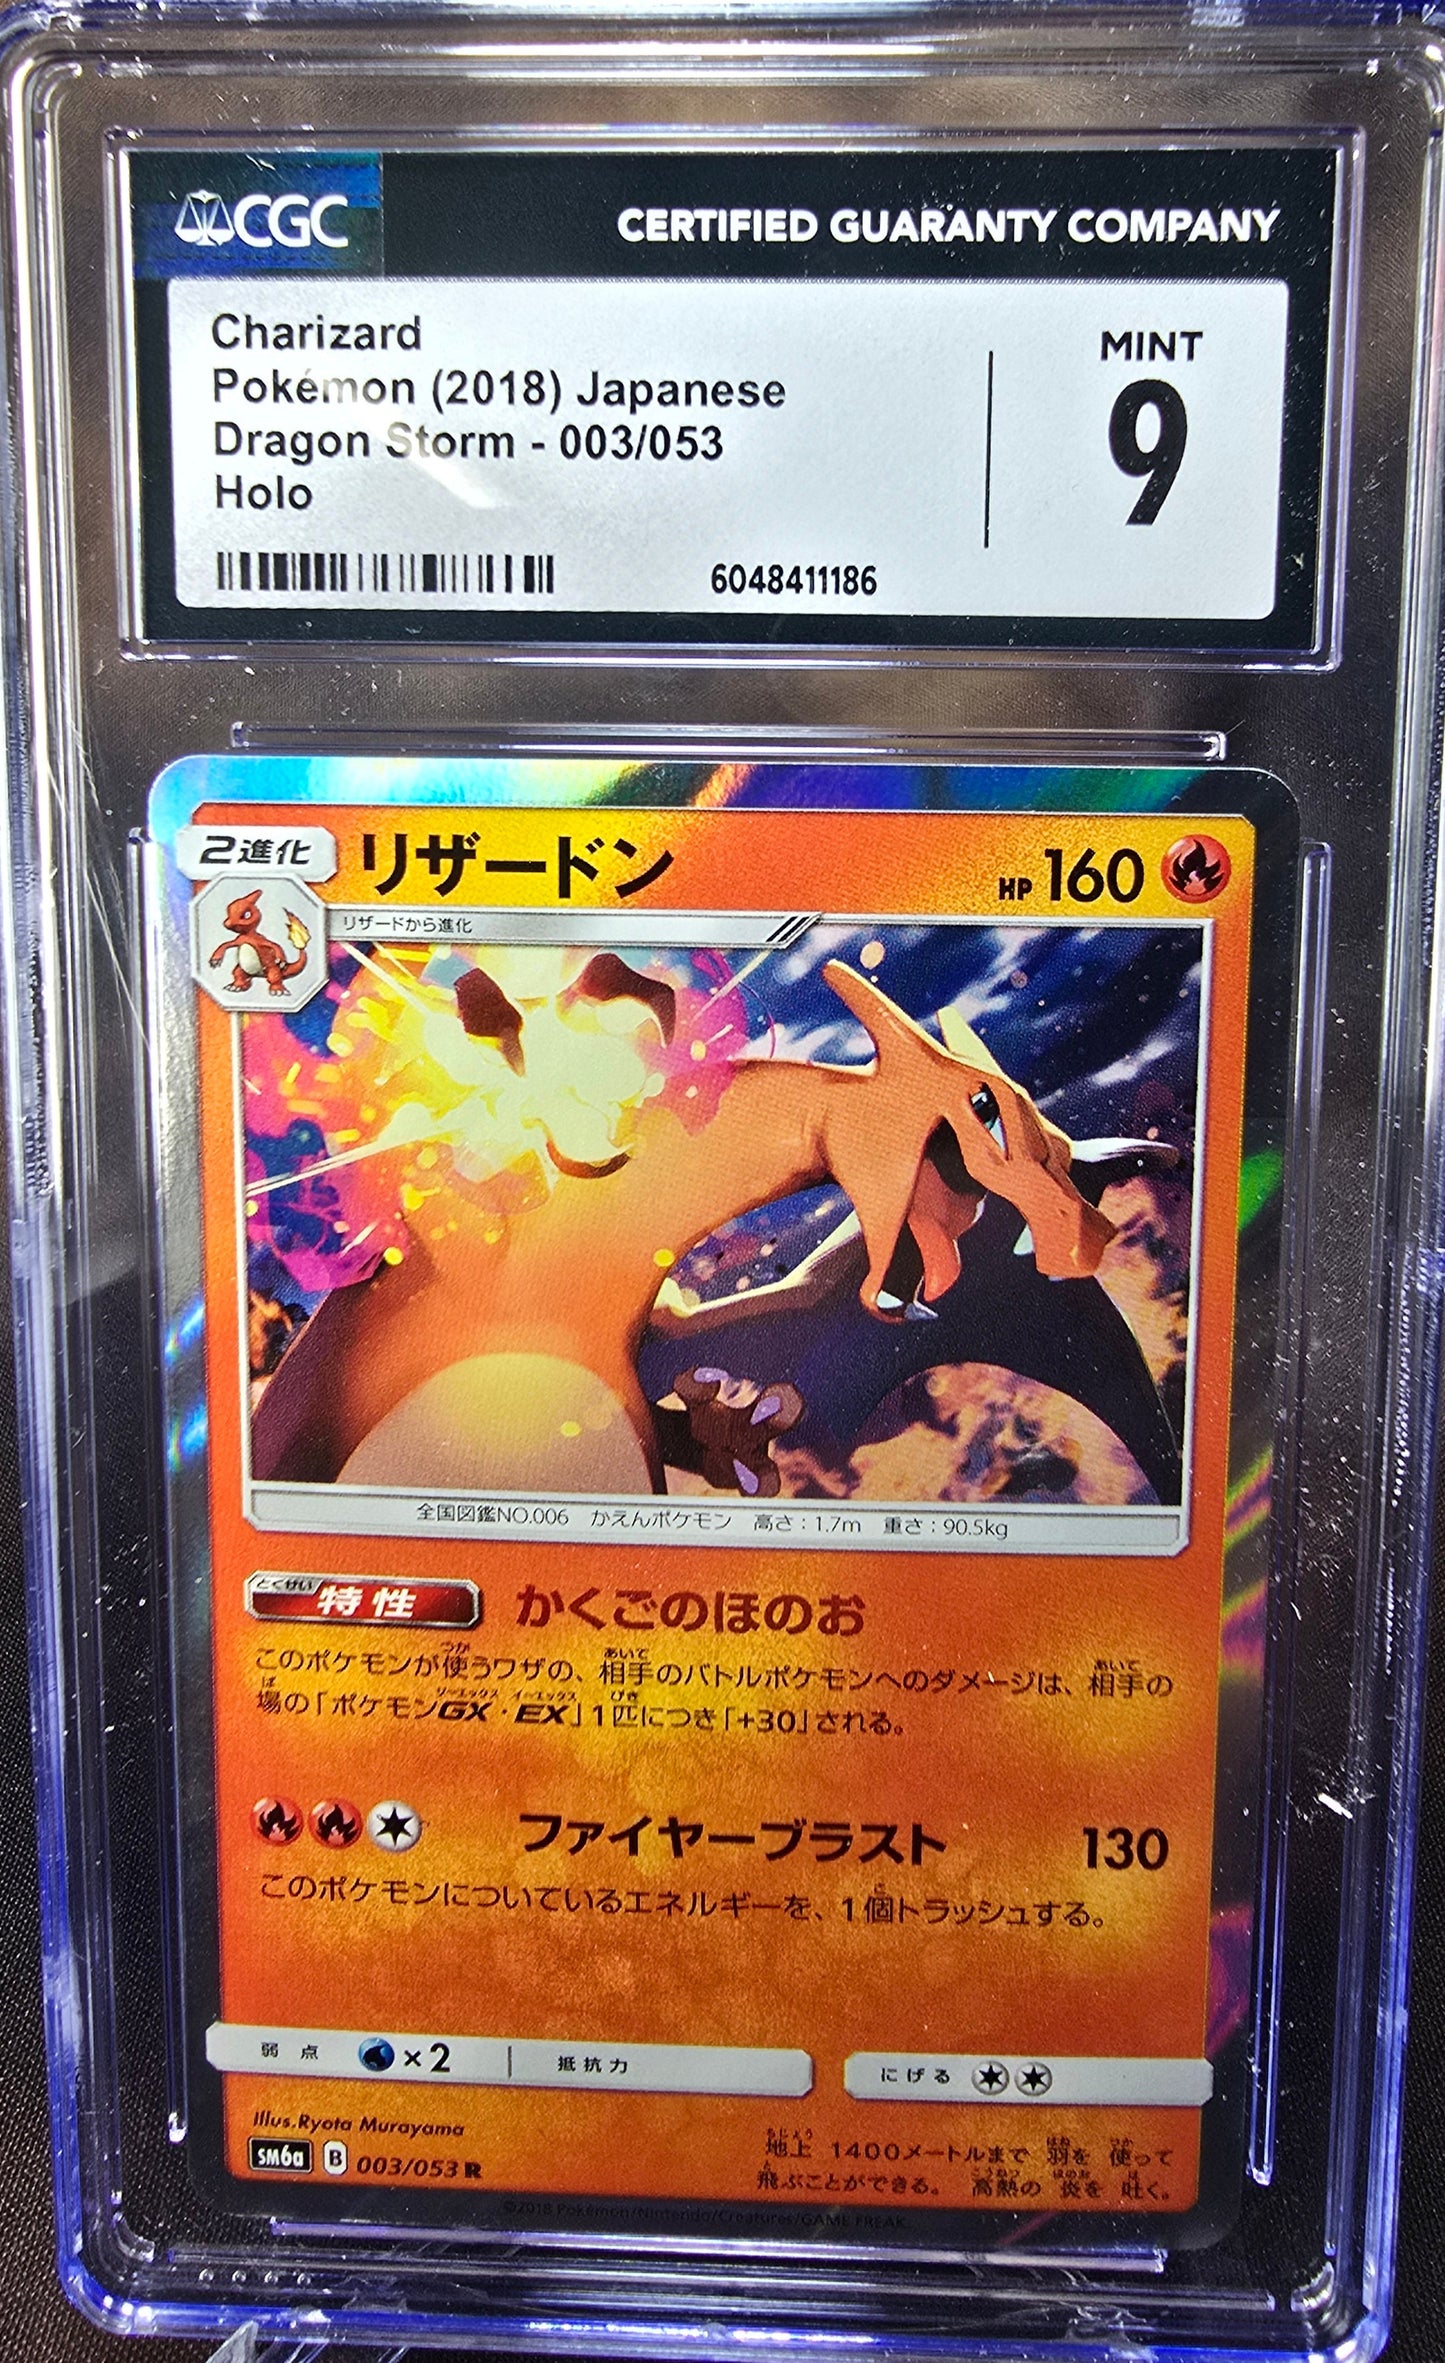 CGC
CERTIFIED GUARANTY COMPANY
Charizard
Pokémon (2018) Japanese
Dragon Storm - 003/053
Holo
MINT
9
6048411186
2進化
リザードン
HP 160
リザードから進化
全国図鑑NO.006 かえんポケモン 高さ:1.7m 重さ:90.5kg
とくせい
特性 かくごのほのお
このポケモンが使うワザの、相手のバトルポケモンへのダメージは、相手の
場の「ポケモンGX・EX」1匹につき「+30」される。
ファイヤーブラスト 130
このポケモンについているエネルギーを、1個トラッシュする。
弱点 ×2 抵抗力 にげる
Illus.Ryota Murayama
SM6a B 003/053 R
地上 1400メートルまで 羽を 使って
飛ぶことができる。 高熱の 炎を 吐く。
©2018 Pokémon/Nintendo/Creatures/GAME FREAK.